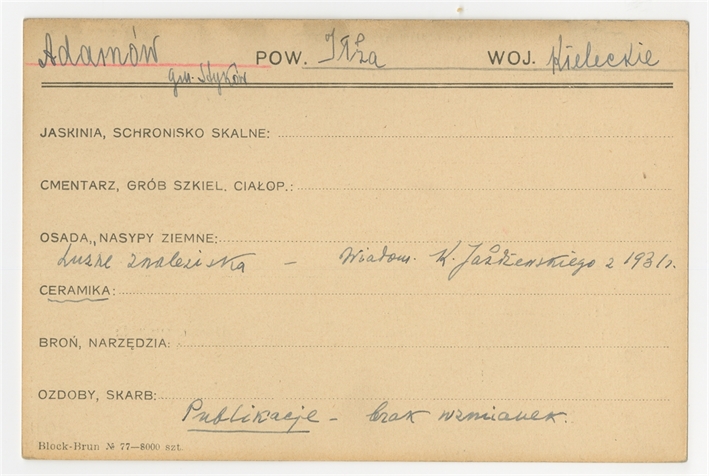 Adamów POW. Iłża WOJ. Kieleckie
gm. Styków
JASKINIA, SCHRONISKO SKALNE:
CMENTARZ, GRÓB SZKIEL. CIAŁOP.:
OSADA,, NASYPY ZIEMNE:
Luźne znaleziska – Wiadom. K. Jażdżewskiego z 1931 r.
CERAMIKA:
BROŃ, NARZĘDZIA:
OZDOBY, SKARB:
Publikacje – brak wzmianek.
Block-Brun № 77—8000 szt.